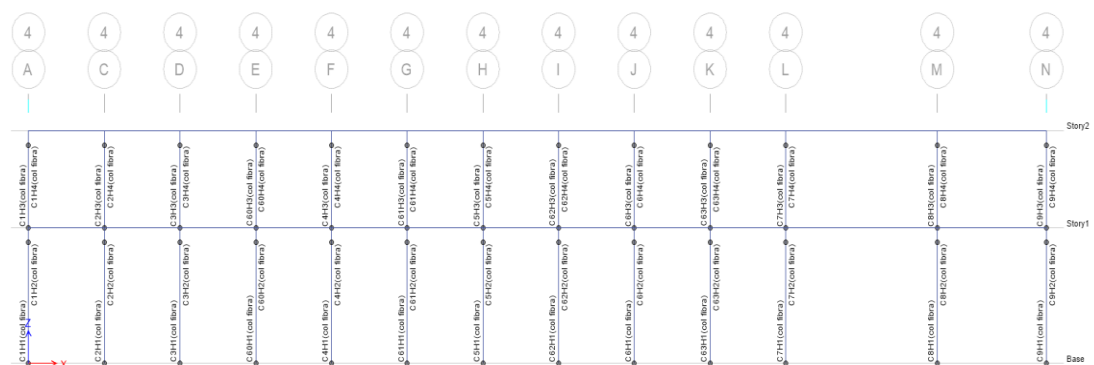 4 4 4 4 4 4 4 4 4 4 4 4 4
A C D E F G H I J K L M N
Story2
C1H3(col fibra) C1H4(col fibra) C2H3(col fibra) C2H4(col fibra) C3H3(col fibra) C3H4(col fibra) C60H3(col fibra) C60H4(col fibra) C4H3(col fibra) C4H4(col fibra) C61H3(col fibra) C61H4(col fibra) C5H3(col fibra) C5H4(col fibra) C62H3(col fibra) C62H4(col fibra) C6H3(col fibra) C6H4(col fibra) C63H3(col fibra) C63H4(col fibra) C7H3(col fibra) C7H4(col fibra) C8H3(col fibra) C8H4(col fibra) C9H3(col fibra) C9H4(col fibra)
Story1
C1H1(col fibra) C1H2(col fibra) C2H1(col fibra) C2H2(col fibra) C3H1(col fibra) C3H2(col fibra) C60H1(col fibra) C60H2(col fibra) C4H1(col fibra) C4H2(col fibra) C61H1(col fibra) C61H2(col fibra) C5H1(col fibra) C5H2(col fibra) C62H1(col fibra) C62H2(col fibra) C6H1(col fibra) C6H2(col fibra) C63H1(col fibra) C63H2(col fibra) C7H1(col fibra) C7H2(col fibra) C8H1(col fibra) C8H2(col fibra) C9H1(col fibra) C9H2(col fibra)
Z
Base